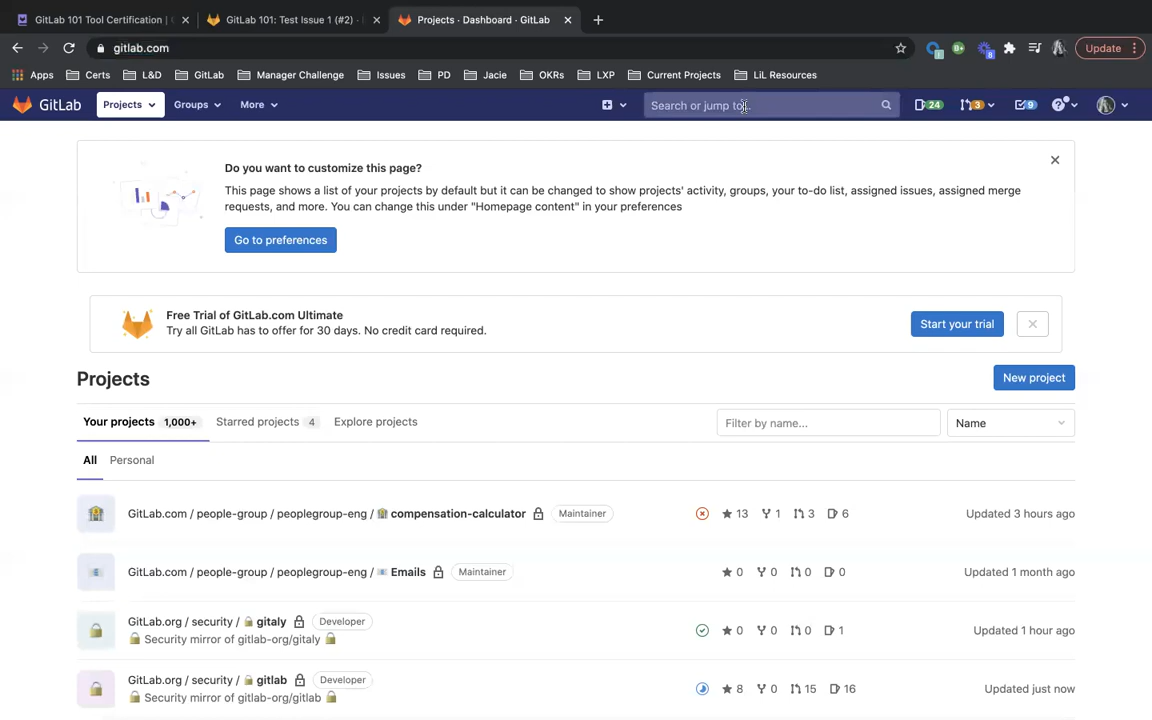 GitLab 101 Tool Certification |
GitLab 101: Test Issue 1 (#2) ·
Projects · Dashboard · GitLab
gitlab.com
Update
Apps
Certs
L&D
GitLab
Manager Challenge
Issues
PD
Jacie
OKRs
LXP
Current Projects
LiL Resources
GitLab
Projects
Groups
More
Search or jump to...
24
3
9
Do you want to customize this page?
This page shows a list of your projects by default but it can be changed to show projects' activity, groups, your to-do list, assigned issues, assigned merge
requests, and more. You can change this under "Homepage content" in your preferences
Go to preferences
Free Trial of GitLab.com Ultimate
Try all GitLab has to offer for 30 days. No credit card required.
Start your trial
Projects
New project
Your projects 1,000+
Starred projects 4
Explore projects
Filter by name...
Name
All
Personal
GitLab.com / people-group / peoplegroup-eng / compensation-calculator Maintainer 13 1 3 6 Updated 3 hours ago
GitLab.com / people-group / peoplegroup-eng / Emails Maintainer 0 0 0 0 Updated 1 month ago
GitLab.org / security / gitaly Developer
Security mirror of gitlab-org/gitaly
0 0 0 1 Updated 1 hour ago
GitLab.org / security / gitlab Developer
Security mirror of gitlab-org/gitlab
8 0 15 16 Updated just now